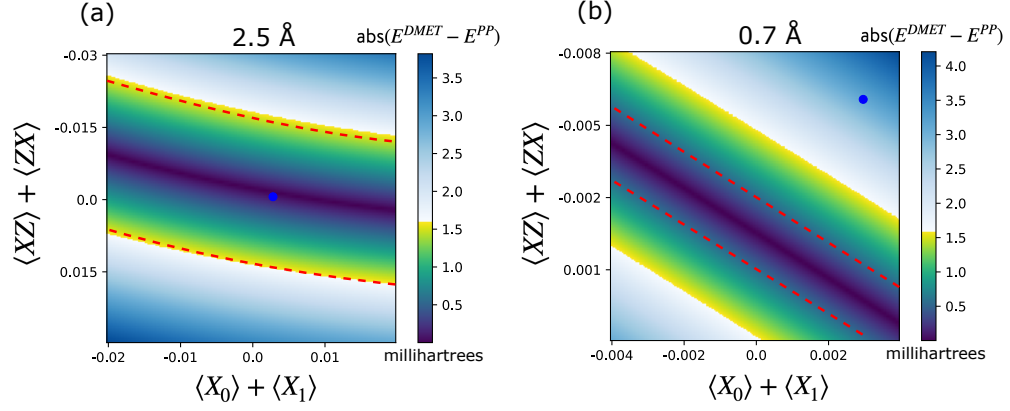 (a)
2.5 Å
abs(E^DMET − E^PP)
-0.03
-0.015
0.0
0.015
⟨XZ⟩ + ⟨ZX⟩
-0.02
-0.01
0.0
0.01
⟨X₀⟩ + ⟨X₁⟩
3.5
3.0
2.5
2.0
1.5
1.0
0.5
millihartrees
(b)
0.7 Å
abs(E^DMET − E^PP)
-0.008
-0.005
-0.002
0.001
⟨XZ⟩ + ⟨ZX⟩
-0.004
-0.002
0.0
0.002
⟨X₀⟩ + ⟨X₁⟩
4.0
3.5
3.0
2.5
2.0
1.5
1.0
0.5
millihartrees